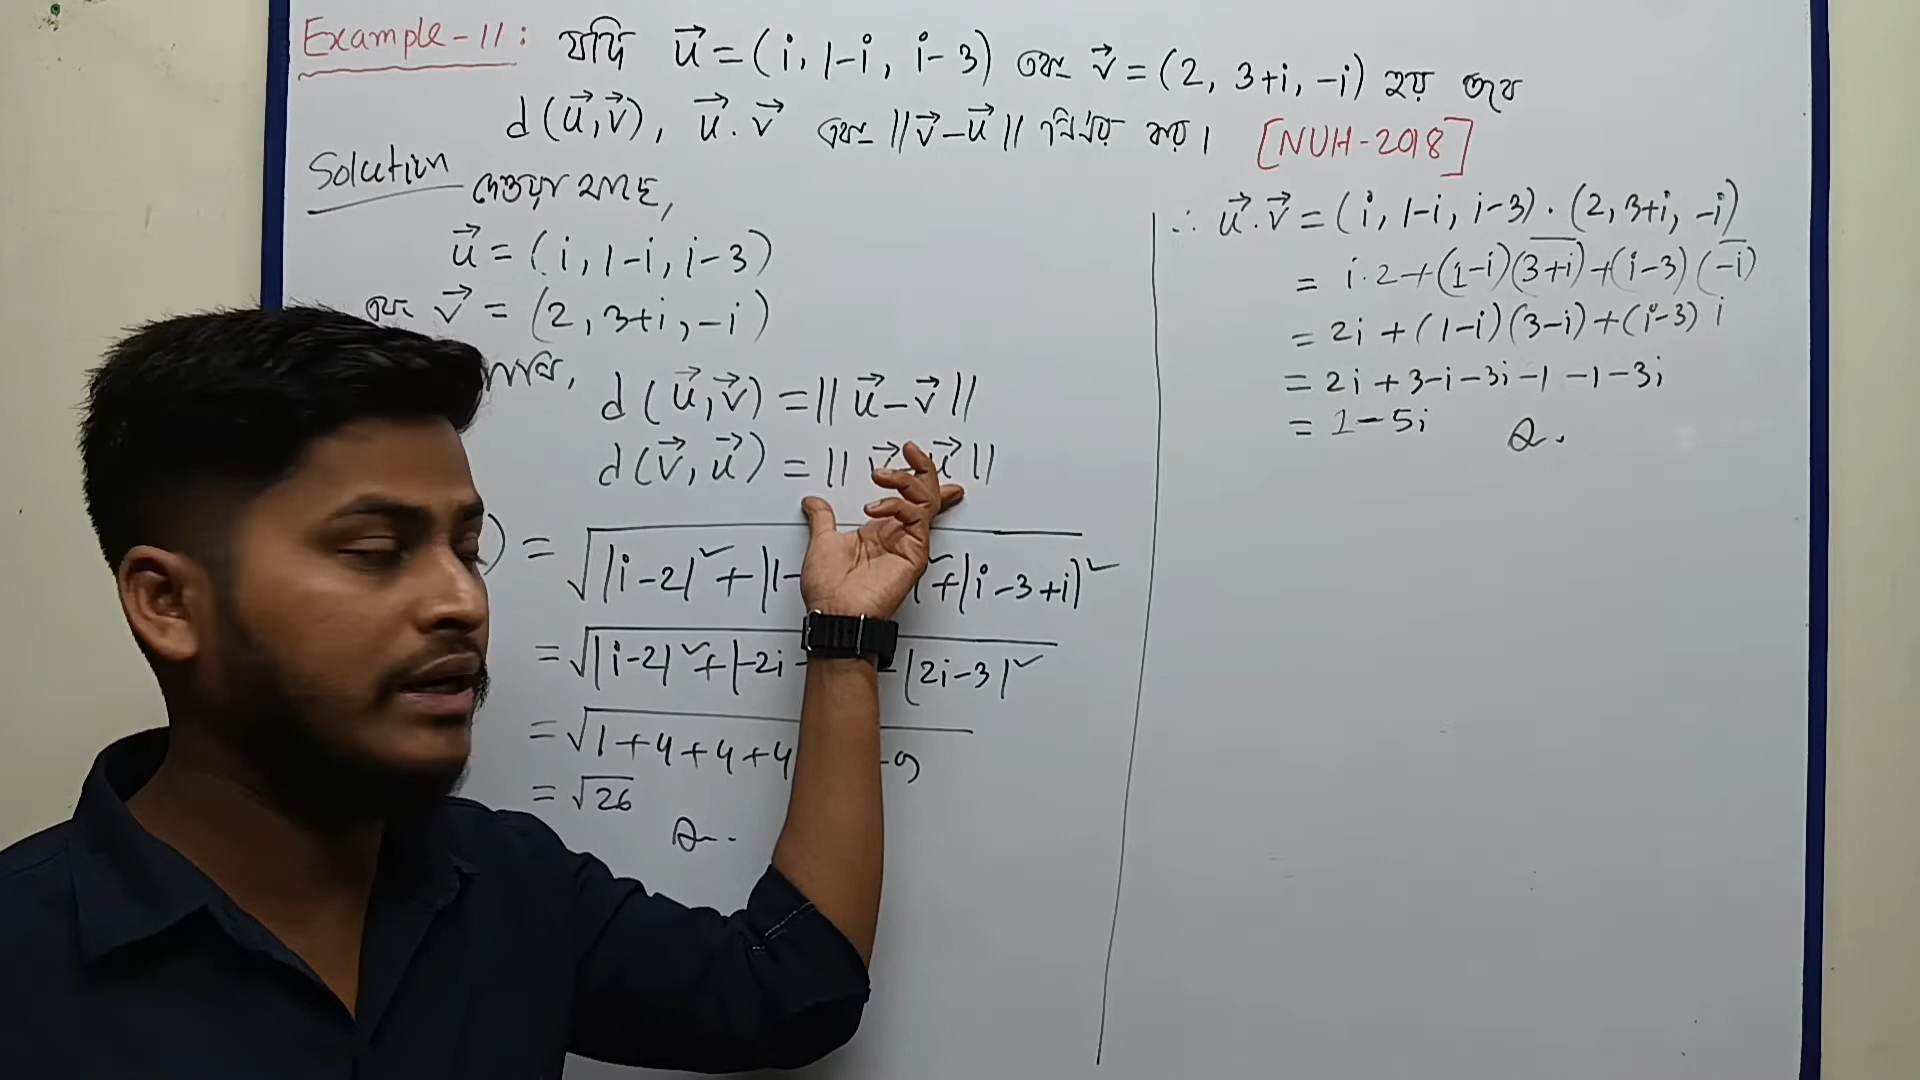 Example-11: যদি u⃗ = (i, 1-i, i-3) এবং v⃗ = (2, 3+i, -i) হয় তবে
d(u⃗,v⃗), u⃗.v⃗ এবং ||v⃗-u⃗|| নির্ণয় কর। [NUH-2018]
Solution দেওয়া আছে,
u⃗ = (i, 1-i, i-3)
এবং v⃗ = (2, 3+i, -i)
d(u⃗,v⃗) = ||u⃗-v⃗||
d(v⃗,u⃗) = ||v⃗-u⃗||
) = √|i-2|² + |1- ² + |i-3+i|²
= √|i-2|² + |-2i |2i-3|²
= √1+4+4+4 9
= √26
∴ u⃗.v⃗ = (i, 1-i, i-3) . (2, 3+i, -i)
= i.2 + (1-i)(3+i)̅ + (i-3)(-i)̅
= 2i + (1-i)(3-i) + (i-3) i
= 2i + 3-i-3i-1-1-3i
= 1-5i